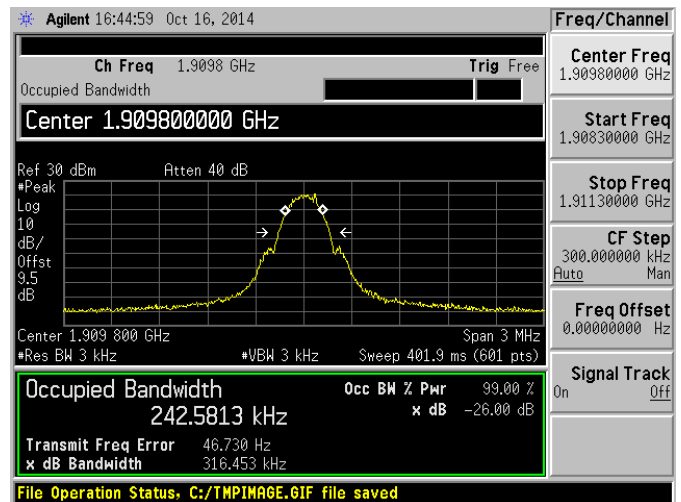 Agilent 16:44:59 Oct 16, 2014
Freq/Channel
Ch Freq 1.9098 GHz Trig Free
Occupied Bandwidth
Center 1.909800000 GHz
Ref 30 dBm Atten 40 dB
#Peak
Log
10
dB/
Offst
9.5
dB
Center 1.909 800 GHz Span 3 MHz
#Res BW 3 kHz #VBW 3 kHz Sweep 401.9 ms (601 pts)
Occupied Bandwidth Occ BW % Pwr 99.00 %
242.5813 kHz x dB -26.00 dB
Transmit Freq Error 46.730 Hz
x dB Bandwidth 316.453 kHz
File Operation Status, C:/TMPIMAGE.GIF file saved
Center Freq
1.90980000 GHz
Start Freq
1.90830000 GHz
Stop Freq
1.91130000 GHz
CF Step
300.000000 kHz
Auto Man
Freq Offset
0.00000000 Hz
Signal Track
On Off